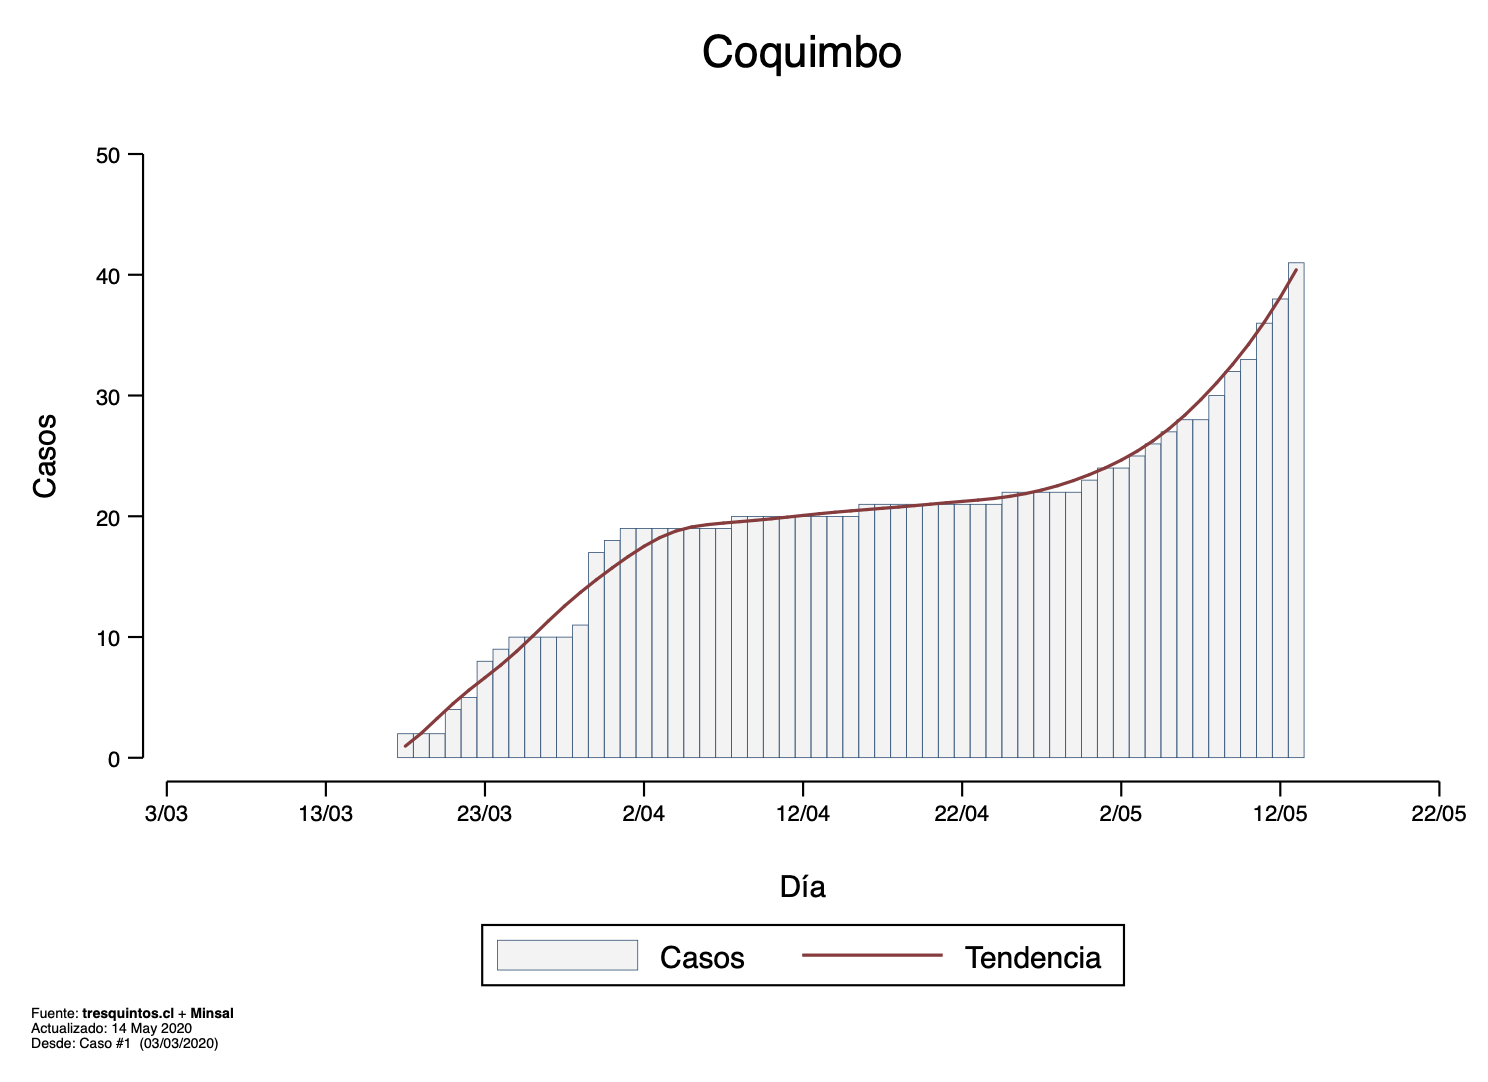 Coquimbo
50
40
30
20
10
0
Casos
3/03 13/03 23/03 2/04 12/04 22/04 2/05 12/05 22/05
Día
Casos Tendencia
Fuente: tresquintos.cl + Minsal
Actualizado: 14 May 2020
Desde: Caso #1 (03/03/2020)